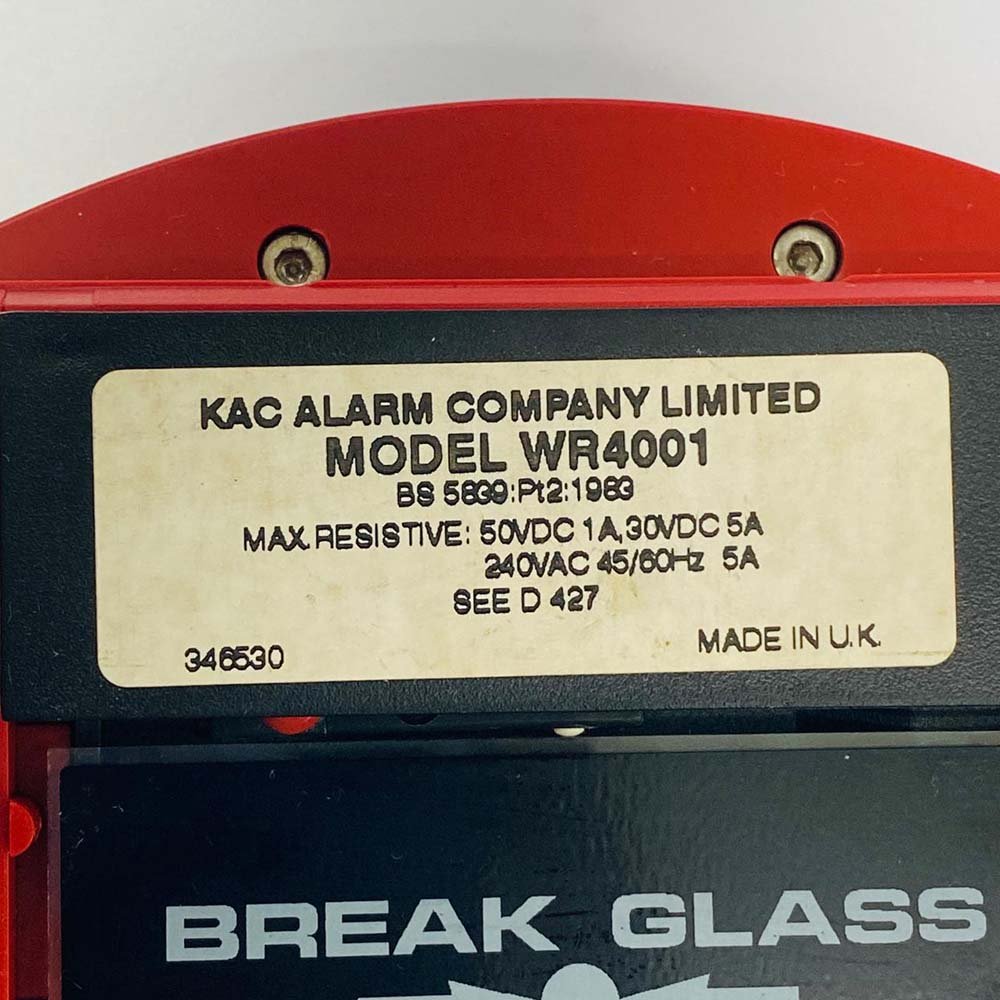 KAC ALARM COMPANY LIMITED
MODEL WR4001
BS 5839:Pt2:1983
MAX. RESISTIVE: 50VDC 1A,30VDC 5A
240VAC 45/60Hz 5A
SEE D 427
346530 MADE IN U.K.
BREAK GLASS